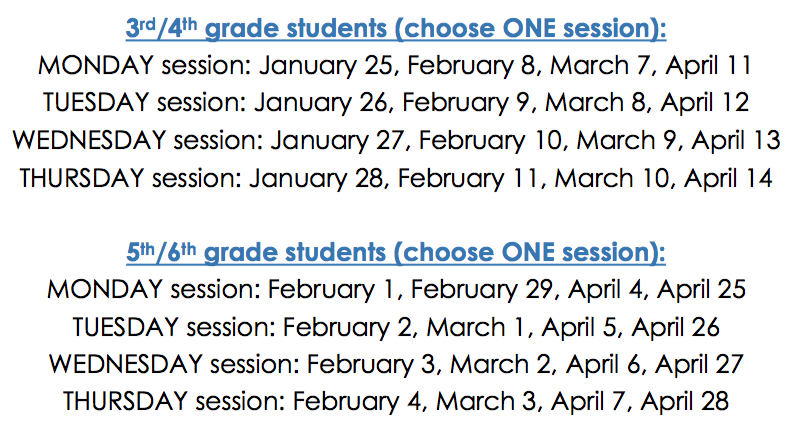 3rd/4th grade students (choose ONE session):
MONDAY session: January 25, February 8, March 7, April 11
TUESDAY session: January 26, February 9, March 8, April 12
WEDNESDAY session: January 27, February 10, March 9, April 13
THURSDAY session: January 28, February 11, March 10, April 14
5th/6th grade students (choose ONE session):
MONDAY session: February 1, February 29, April 4, April 25
TUESDAY session: February 2, March 1, April 5, April 26
WEDNESDAY session: February 3, March 2, April 6, April 27
THURSDAY session: February 4, March 3, April 7, April 28